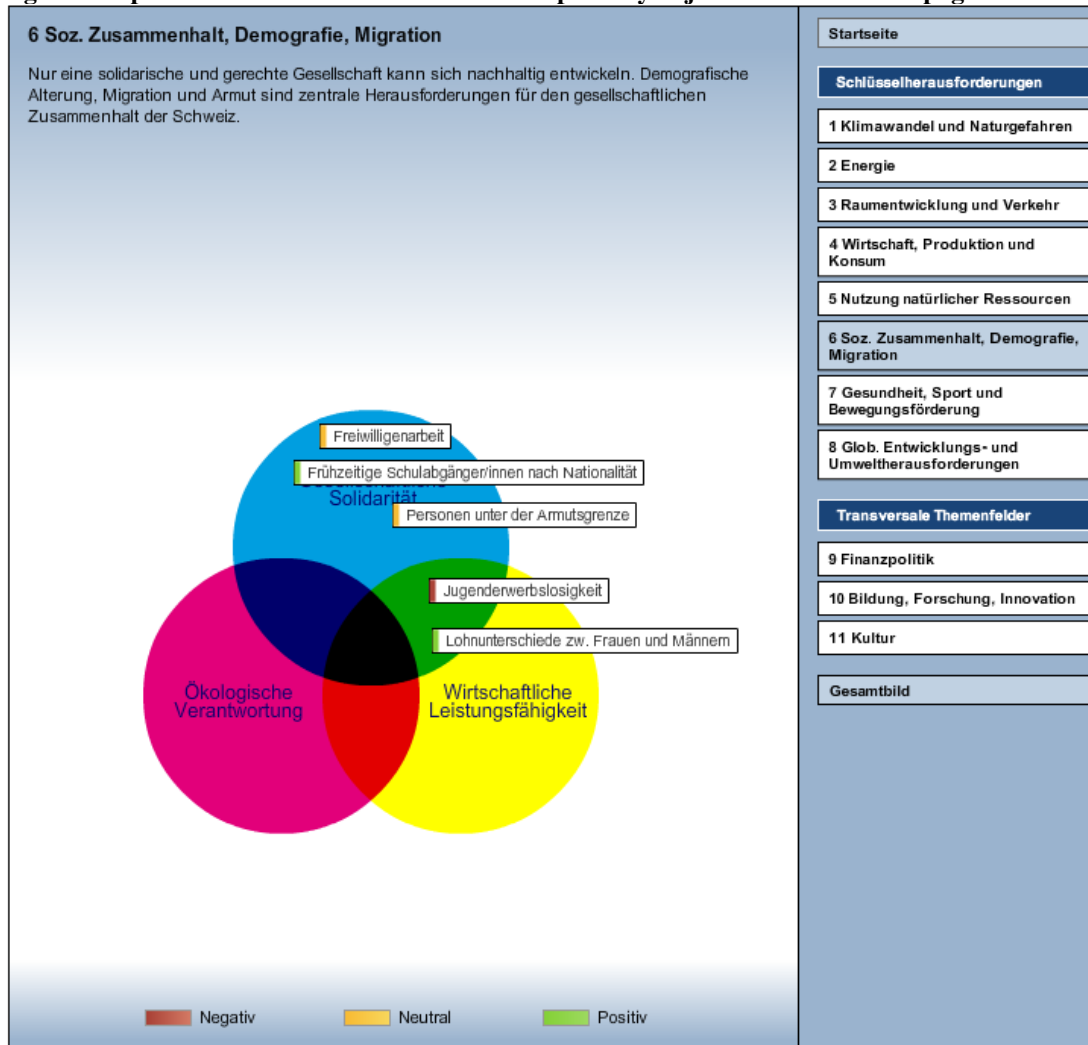 6 Soz. Zusammenhalt, Demografie, Migration
Nur eine solidarische und gerechte Gesellschaft kann sich nachhaltig entwickeln. Demografische
Alterung, Migration und Armut sind zentrale Herausforderungen für den gesellschaftlichen
Zusammenhalt der Schweiz.
Freiwilligenarbeit
Frühzeitige Schulabgänger/innen nach Nationalität
Solidarität
Personen unter der Armutsgrenze
Jugenderwerbslosigkeit
Lohnunterschiede zw. Frauen und Männern
Ökologische
Verantwortung
Wirtschaftliche
Leistungsfähigkeit
Negativ
Neutral
Positiv
Startseite
Schlüsselherausforderungen
1 Klimawandel und Naturgefahren
2 Energie
3 Raumentwicklung und Verkehr
4 Wirtschaft, Produktion und
Konsum
5 Nutzung natürlicher Ressourcen
6 Soz. Zusammenhalt, Demografie,
Migration
7 Gesundheit, Sport und
Bewegungsförderung
8 Glob. Entwicklungs- und
Umweltherausforderungen
Transversale Themenfelder
9 Finanzpolitik
10 Bildung, Forschung, Innovation
11 Kultur
Gesamtbild